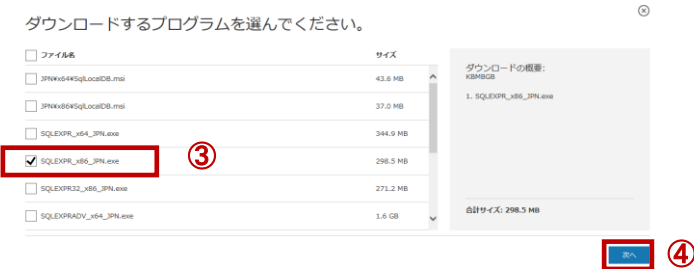 ダウンロードするプログラムを選んでください。
ファイル名 サイズ
JPN¥x64¥SqlLocalDB.msi 43.6 MB
JPN¥x86¥SqlLocalDB.msi 37.0 MB
SQLEXPR_x64_JPN.exe 344.9 MB
SQLEXPR_x86_JPN.exe 298.5 MB
③
SQLEXPR32_x86_JPN.exe 271.2 MB
SQLEXPRADV_x64_JPN.exe 1.6 GB
ダウンロードの概要:
KBMBGB
1. SQLEXPR_x86_JPN.exe
合計サイズ: 298.5 MB
次へ
④